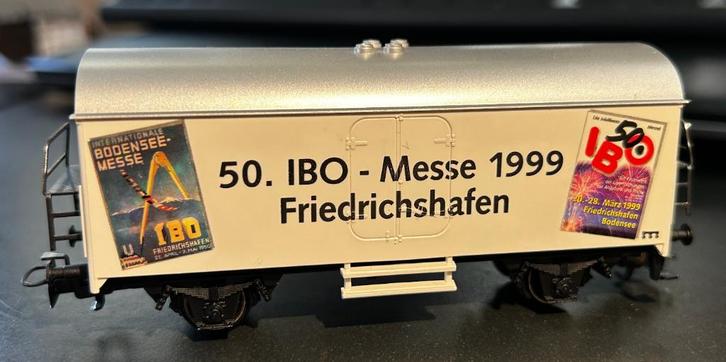 INTERNATIONALE
BODENSEE-
MESSE
IBO
FRIEDRICHSHAFEN
50. IBO - Messe 1999
Friedrichshafen
50.
IBO
20.-28. März 1999
Friedrichshafen
Bodensee